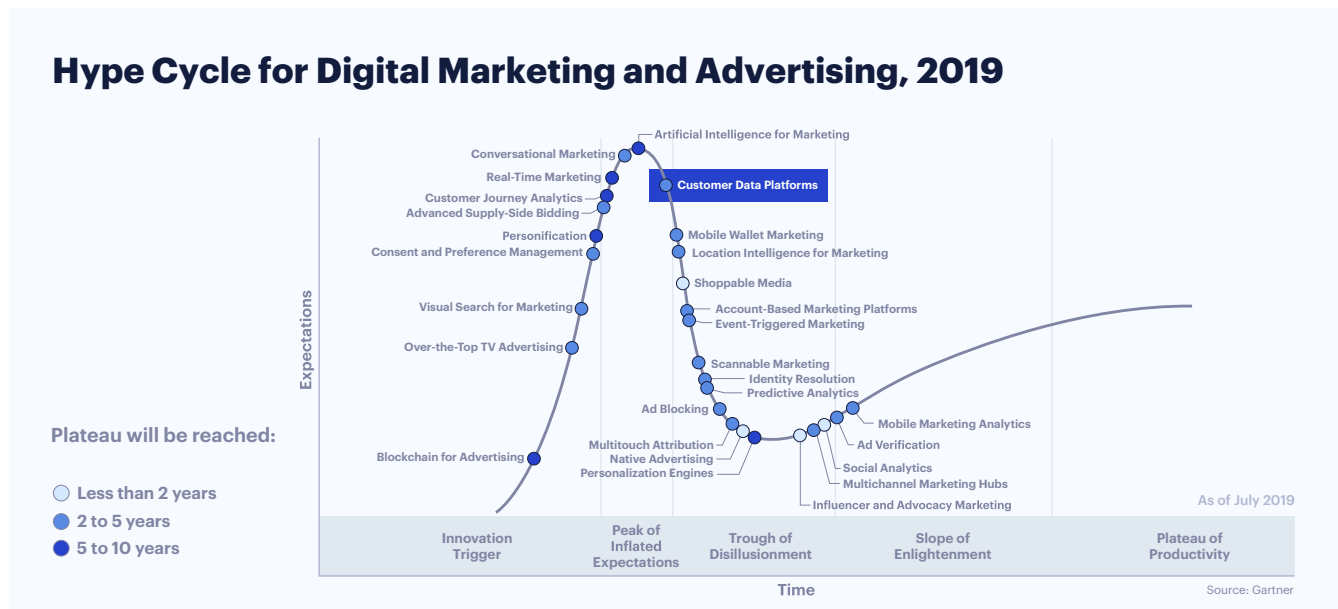 Hype Cycle for Digital Marketing and Advertising, 2019
Artificial Intelligence for Marketing
Conversational Marketing
Real-Time Marketing
Customer Data Platforms
Customer Journey Analytics
Advanced Supply-Side Bidding
Personification
Mobile Wallet Marketing
Consent and Preference Management
Location Intelligence for Marketing
Shoppable Media
Visual Search for Marketing
Account-Based Marketing Platforms
Event-Triggered Marketing
Over-the-Top TV Advertising
Scannable Marketing
Identity Resolution
Predictive Analytics
Ad Blocking
Mobile Marketing Analytics
Multitouch Attribution
Ad Verification
Blockchain for Advertising
Native Advertising
Social Analytics
Personalization Engines
Multichannel Marketing Hubs
Influencer and Advocacy Marketing
Expectations
Plateau will be reached:
Less than 2 years
2 to 5 years
5 to 10 years
As of July 2019
Innovation
Trigger
Peak of
Inflated
Expectations
Trough of
Disillusionment
Slope of
Enlightenment
Plateau of
Productivity
Time
Source: Gartner